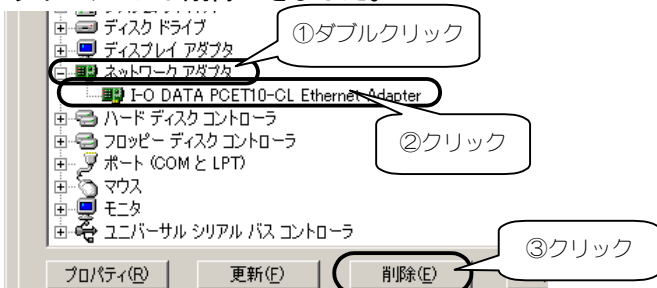 ディスク ドライブ
①ダブルクリック
ディスプレイ アダプタ
ネットワーク アダプタ
I-O DATA PCET10-CL Ethernet Adapter
ハード ディスク コントローラ
②クリック
フロッピー ディスク コントローラ
ポート (COM と LPT)
マウス
モニタ
ユニバーサル シリアル バス コントローラ
③クリック
プロパティ(R)
更新(F)
削除(E)